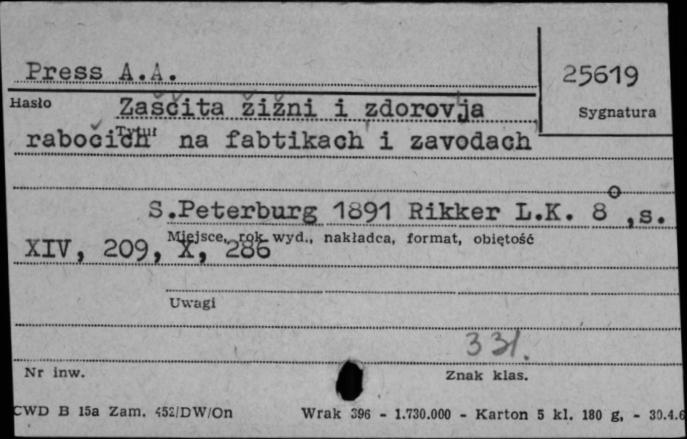 Press A.A.
25619
Hasło Zaščita žižni i zdorovja
Sygnatura
Tytuł
rabočich na fabtikach i zavodach
S.Peterburg 1891 Rikker L.K. 8°,s.
Miejsce, rok wyd., nakładca, format, objętość
XIV, 209, X, 286
Uwagi
331.
Nr inw.
Znak klas.
CWD B 15a Zam. 452/DW/On Wrak 396 - 1.730.000 - Karton 5 kl. 180 g. - 30.4.6